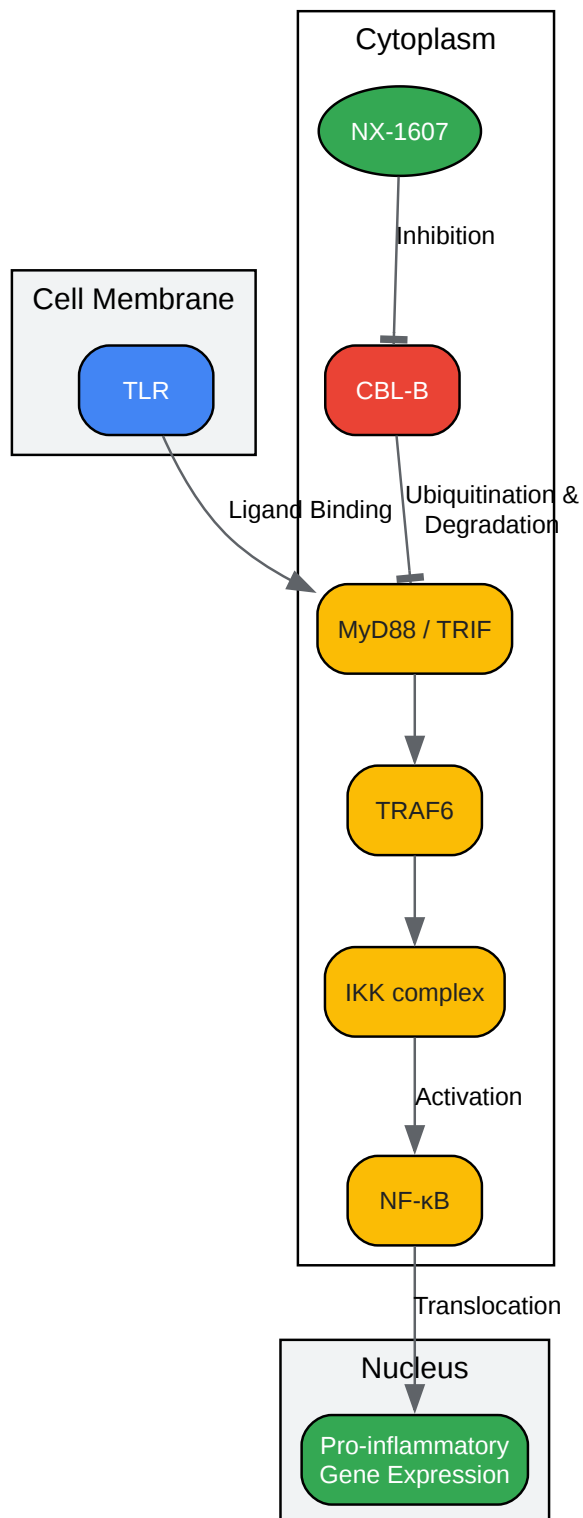 Cytoplasm
NX-1607
Inhibition
Cell Membrane
TLR
CBL-B
Ligand Binding
Ubiquitination &
Degradation
MyD88 / TRIF
TRAF6
IKK complex
Activation
NF-κB
Translocation
Nucleus
Pro-inflammatory
Gene Expression